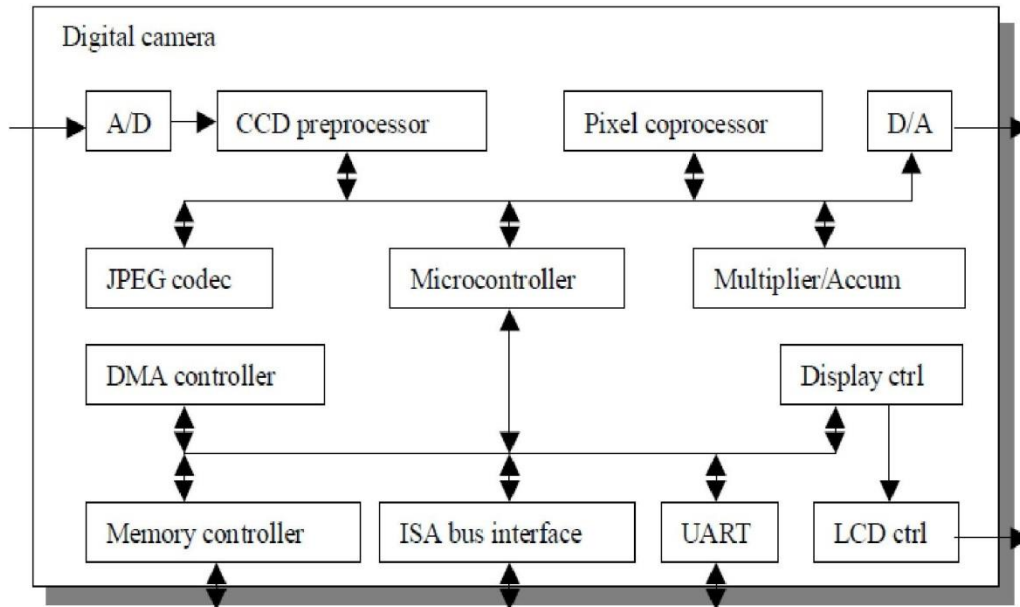 Digital camera
A/D
CCD preprocessor
Pixel coprocessor
D/A
JPEG codec
Microcontroller
Multiplier/Accum
DMA controller
Display ctrl
Memory controller
ISA bus interface
UART
LCD ctrl